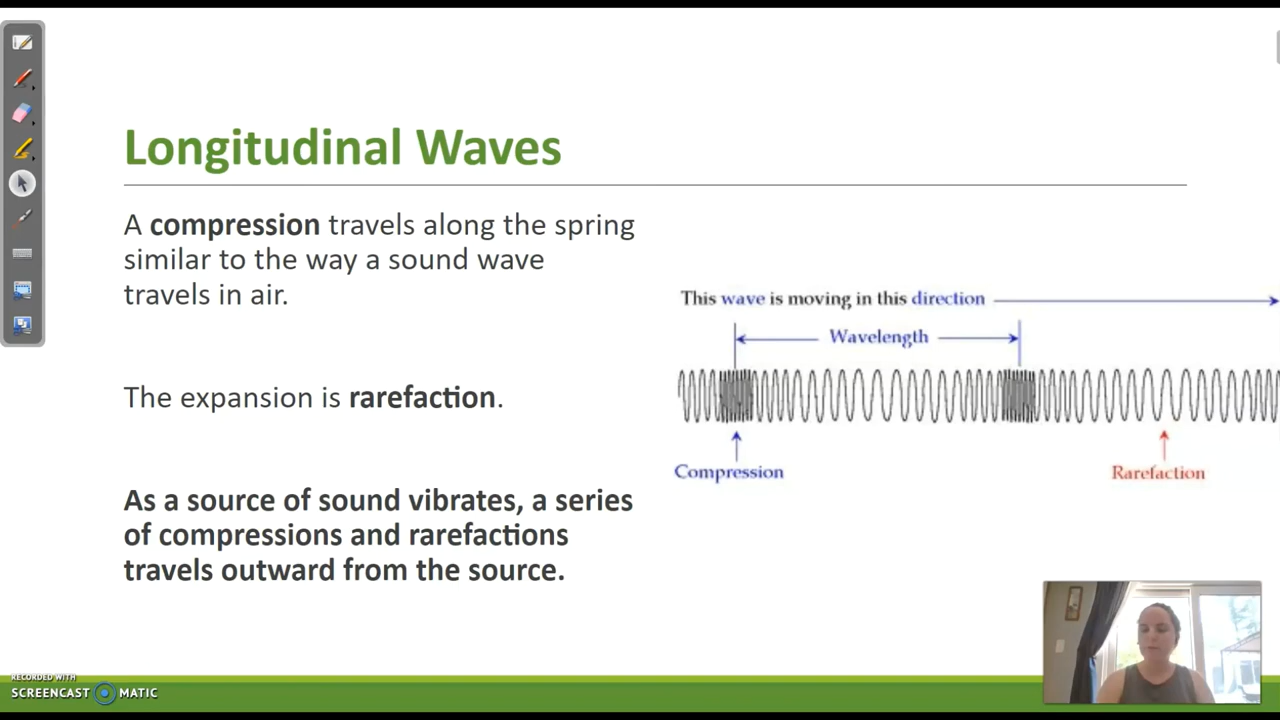 Longitudinal Waves
A compression travels along the spring
similar to the way a sound wave
travels in air.
The expansion is rarefaction.
As a source of sound vibrates, a series
of compressions and rarefactions
travels outward from the source.
This wave is moving in this direction
Wavelength
Compression
Rarefaction
RECORDED WITH
SCREENCAST MATIC